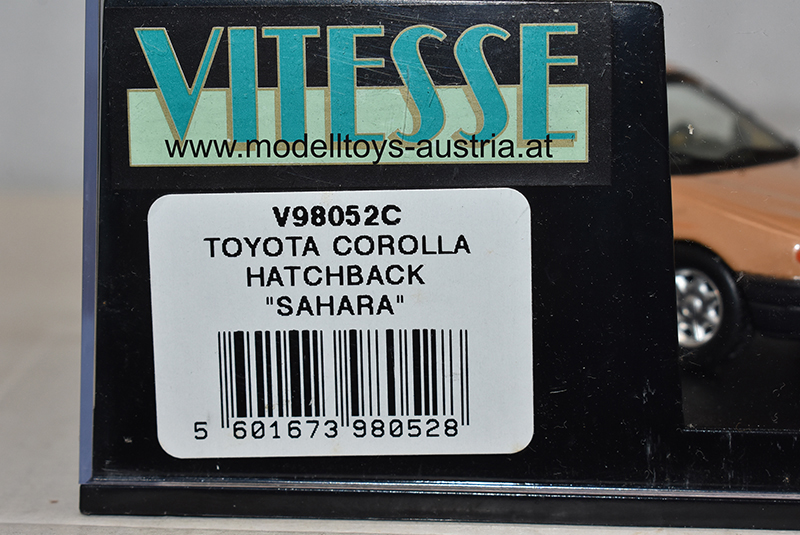 VITESSE
www.modelltoys-austria.at
V98052C
TOYOTA COROLLA
HATCHBACK
"SAHARA"
5 601673 980528